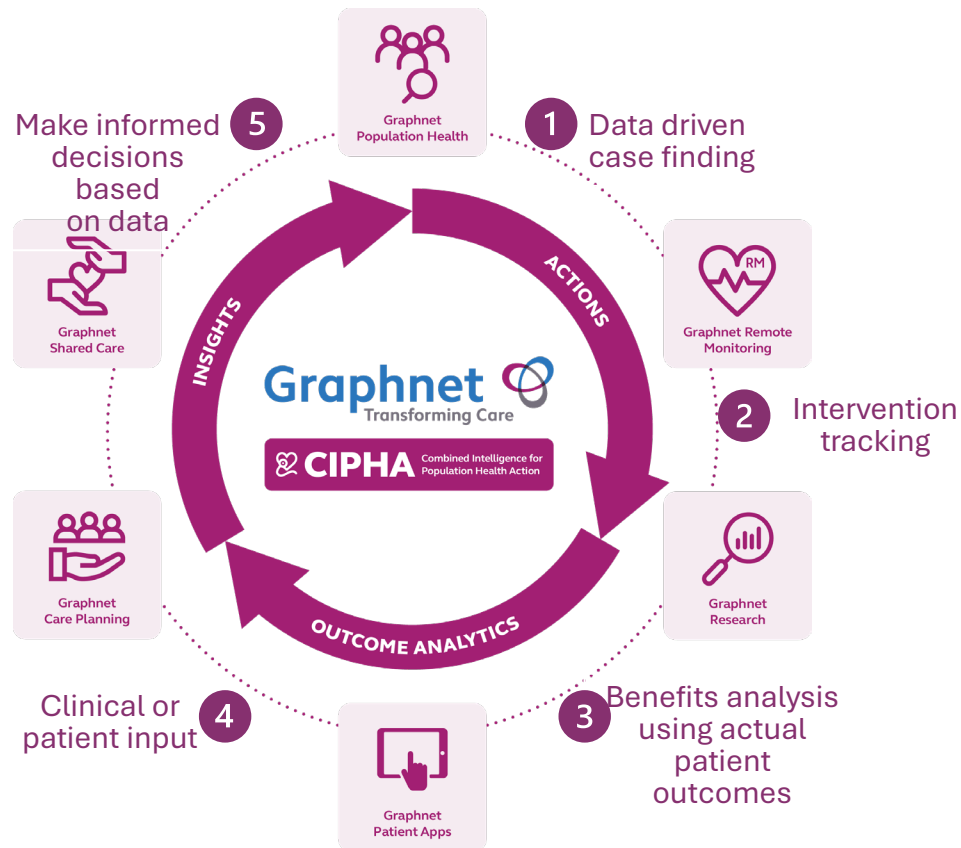 Graphnet
Population Health
1
Data driven
case finding
5
Make informed
decisions
based
on data
RM
Graphnet Remote
Monitoring
Graphnet
Shared Care
ACTIONS
INSIGHTS
OUTCOME ANALYTICS
Graphnet
Transforming Care
CIPHA
Combined Intelligence for
Population Health Action
2
Intervention
tracking
Graphnet
Research
Graphnet
Care Planning
3
Benefits analysis
using actual
patient
outcomes
4
Clinical or
patient input
Graphnet
Patient Apps